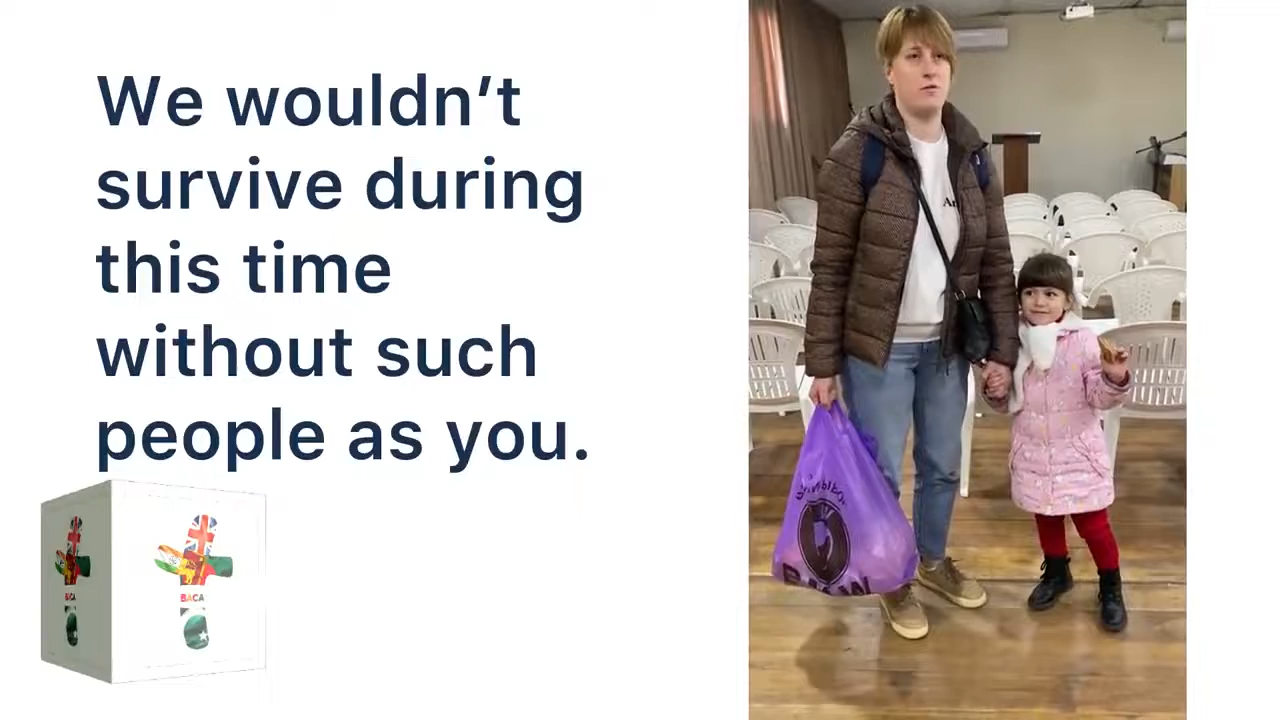 We wouldn’t
survive during
this time
without such
people as you.
BACA
BACA